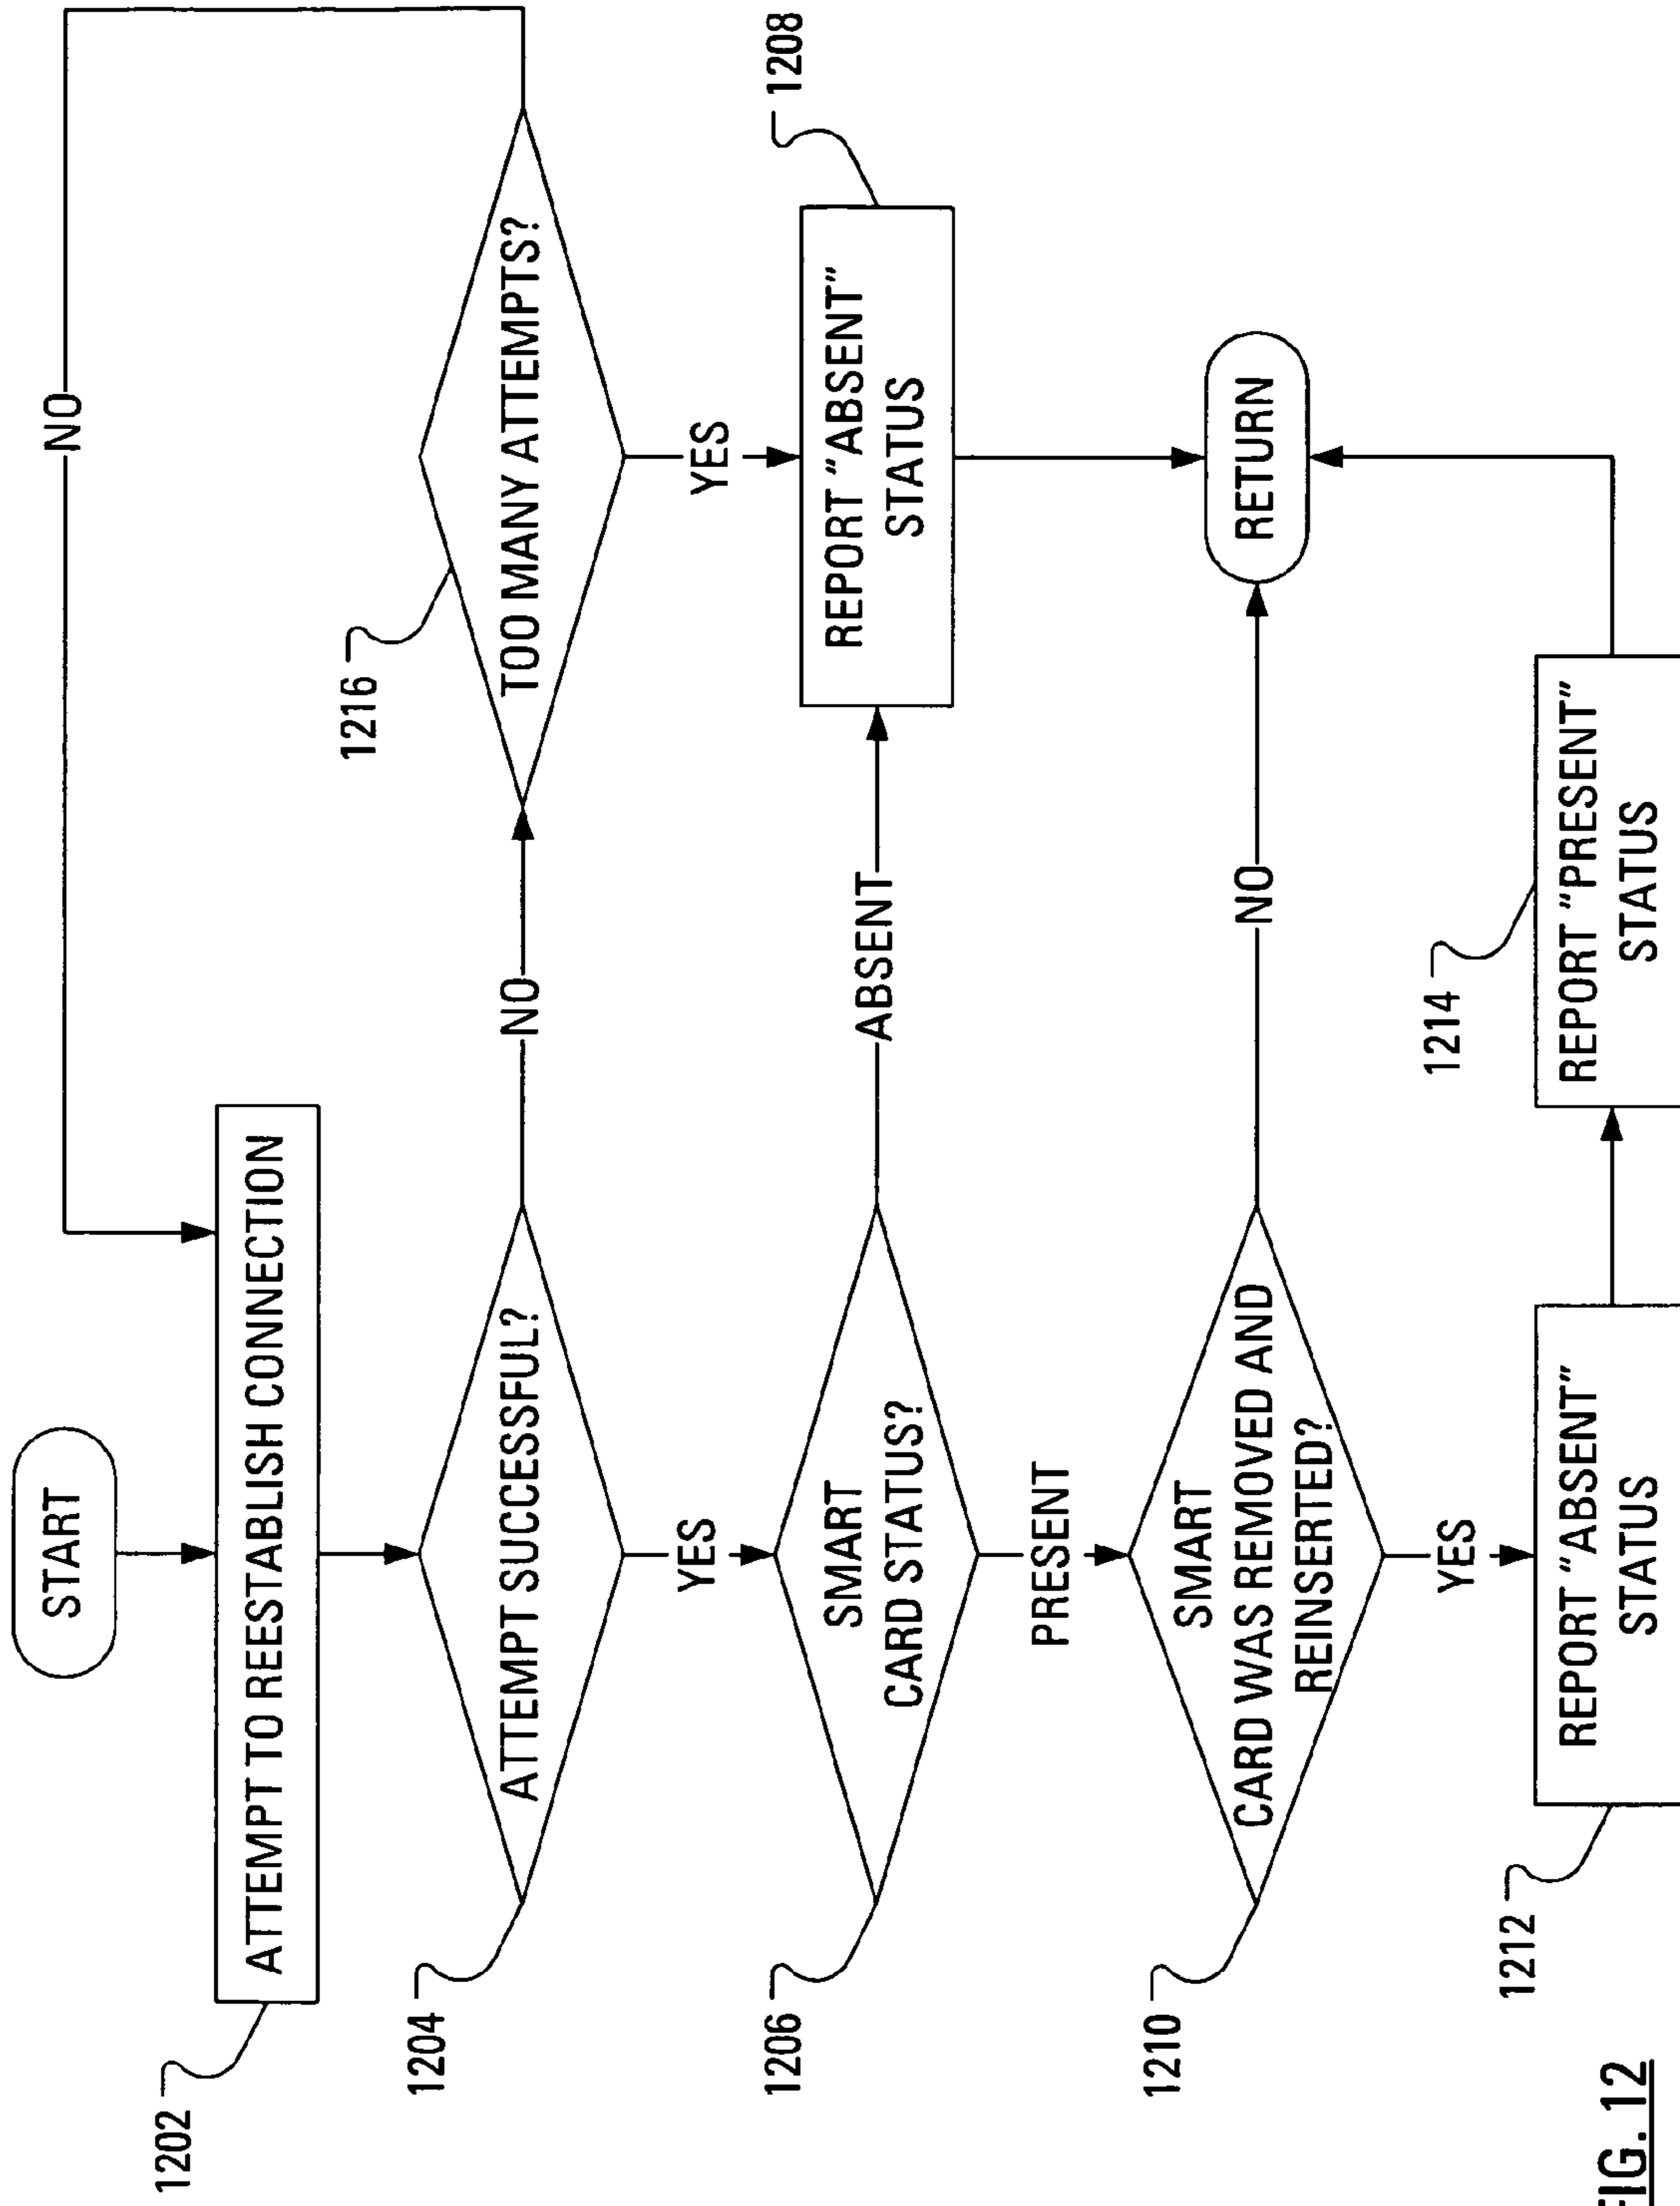 START
NO
1202
ATTEMPT TO REESTABLISH CONNECTION
1204
ATTEMPT SUCCESSFUL?
NO
1216
TOO MANY ATTEMPTS?
YES
YES
1206
SMART
CARD STATUS?
ABSENT
1208
REPORT "ABSENT"
STATUS
PRESENT
1210
SMART
CARD WAS REMOVED AND
REINSERTED?
NO
RETURN
YES
1212
REPORT "ABSENT"
STATUS
1214
REPORT "PRESENT"
STATUS
FIG. 12